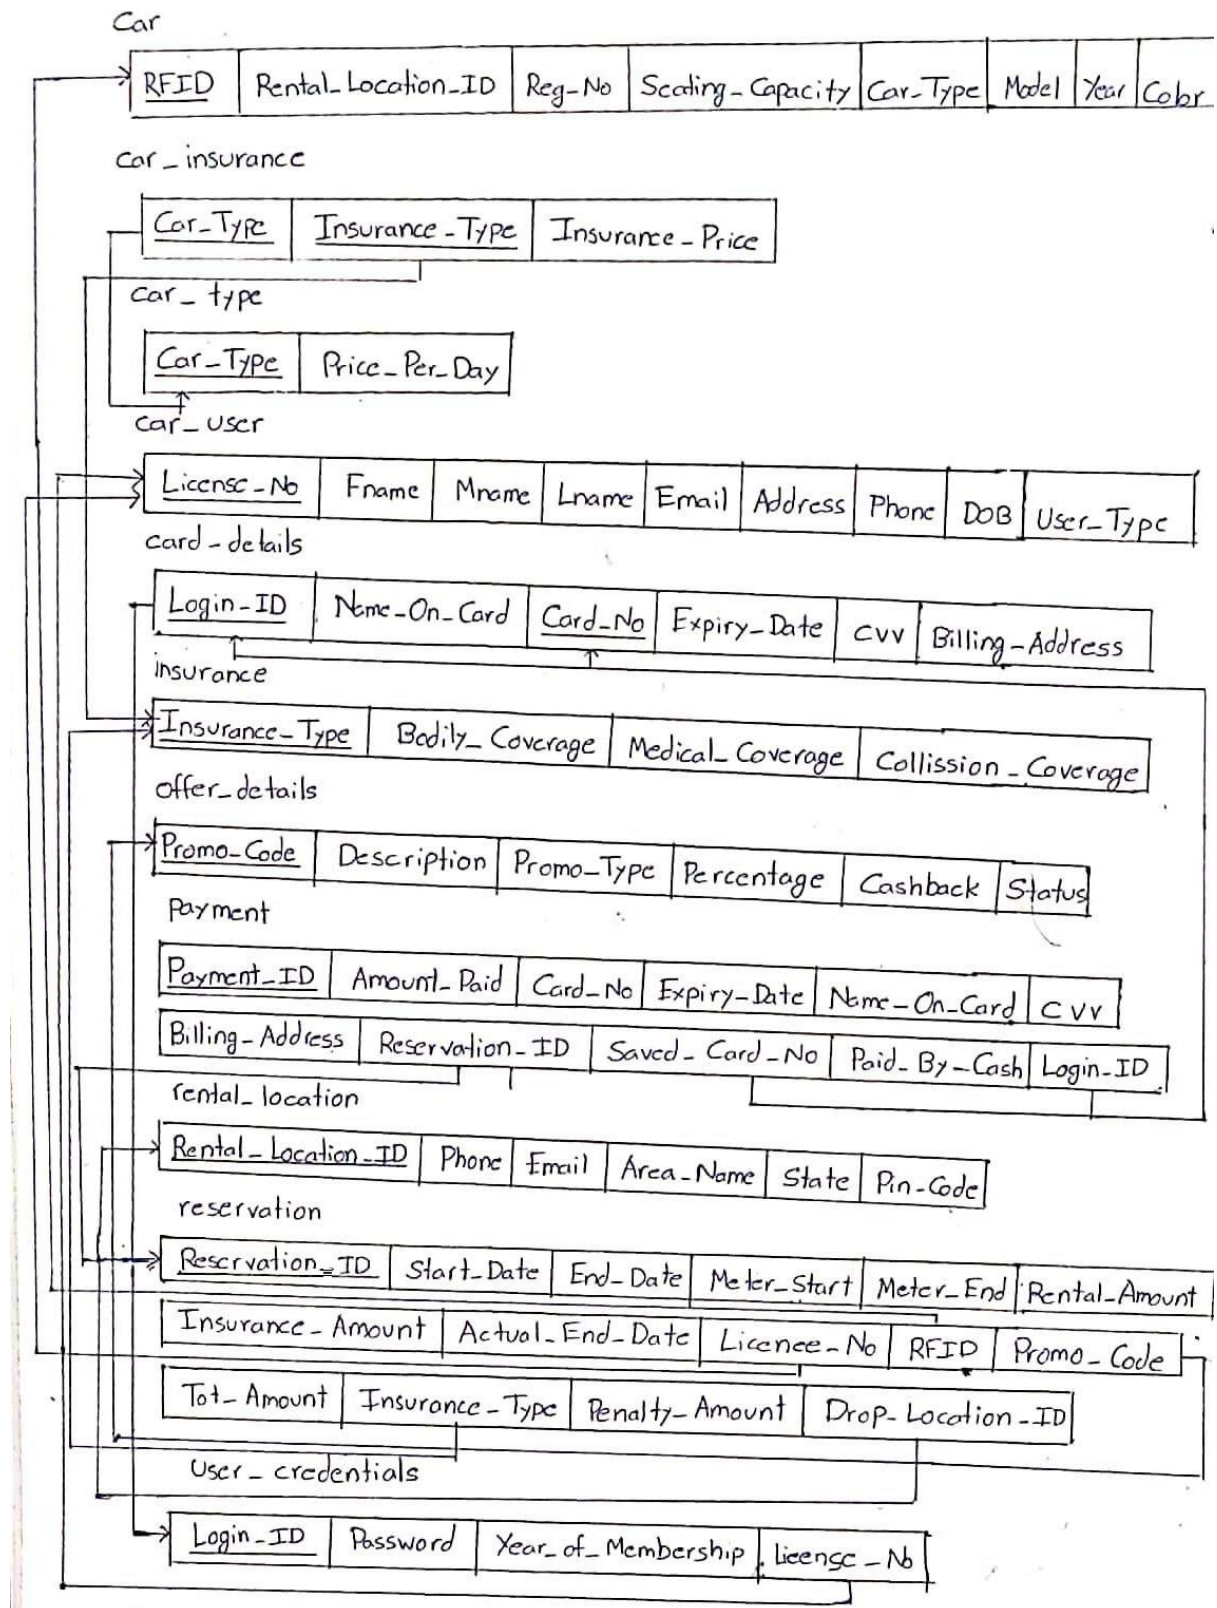 Car
RFID Rental_Location_ID Reg_No Seating_Capacity Car_Type Model Year Color
car_insurance
Car_Type Insurance_Type Insurance_Price
car_type
Car_Type Price_Per_Day
car_user
License_No Fname Mname Lname Email Address Phone DOB User_Type
card_details
Login_ID Name_On_Card Card_No Expiry_Date CVV Billing_Address
insurance
Insurance_Type Bodily_Coverage Medical_Coverage Collission_Coverage
offer_details
Promo_Code Description Promo_Type Percentage Cashback Status
Payment
Payment_ID Amount_Paid Card_No Expiry_Date Name_On_Card CVV
Billing_Address Reservation_ID Saved_Card_No Paid_By_Cash Login_ID
rental_location
Rental_Location_ID Phone Email Area_Name State Pin_Code
reservation
Reservation_ID Start_Date End_Date Meter_Start Meter_End Rental_Amount
Insurance_Amount Actual_End_Date Licenee_No RFID Promo_Code
Tot_Amount Insurance_Type Penalty_Amount Drop_Location_ID
User_credentials
Login_ID Password Year_of_Membership License_No